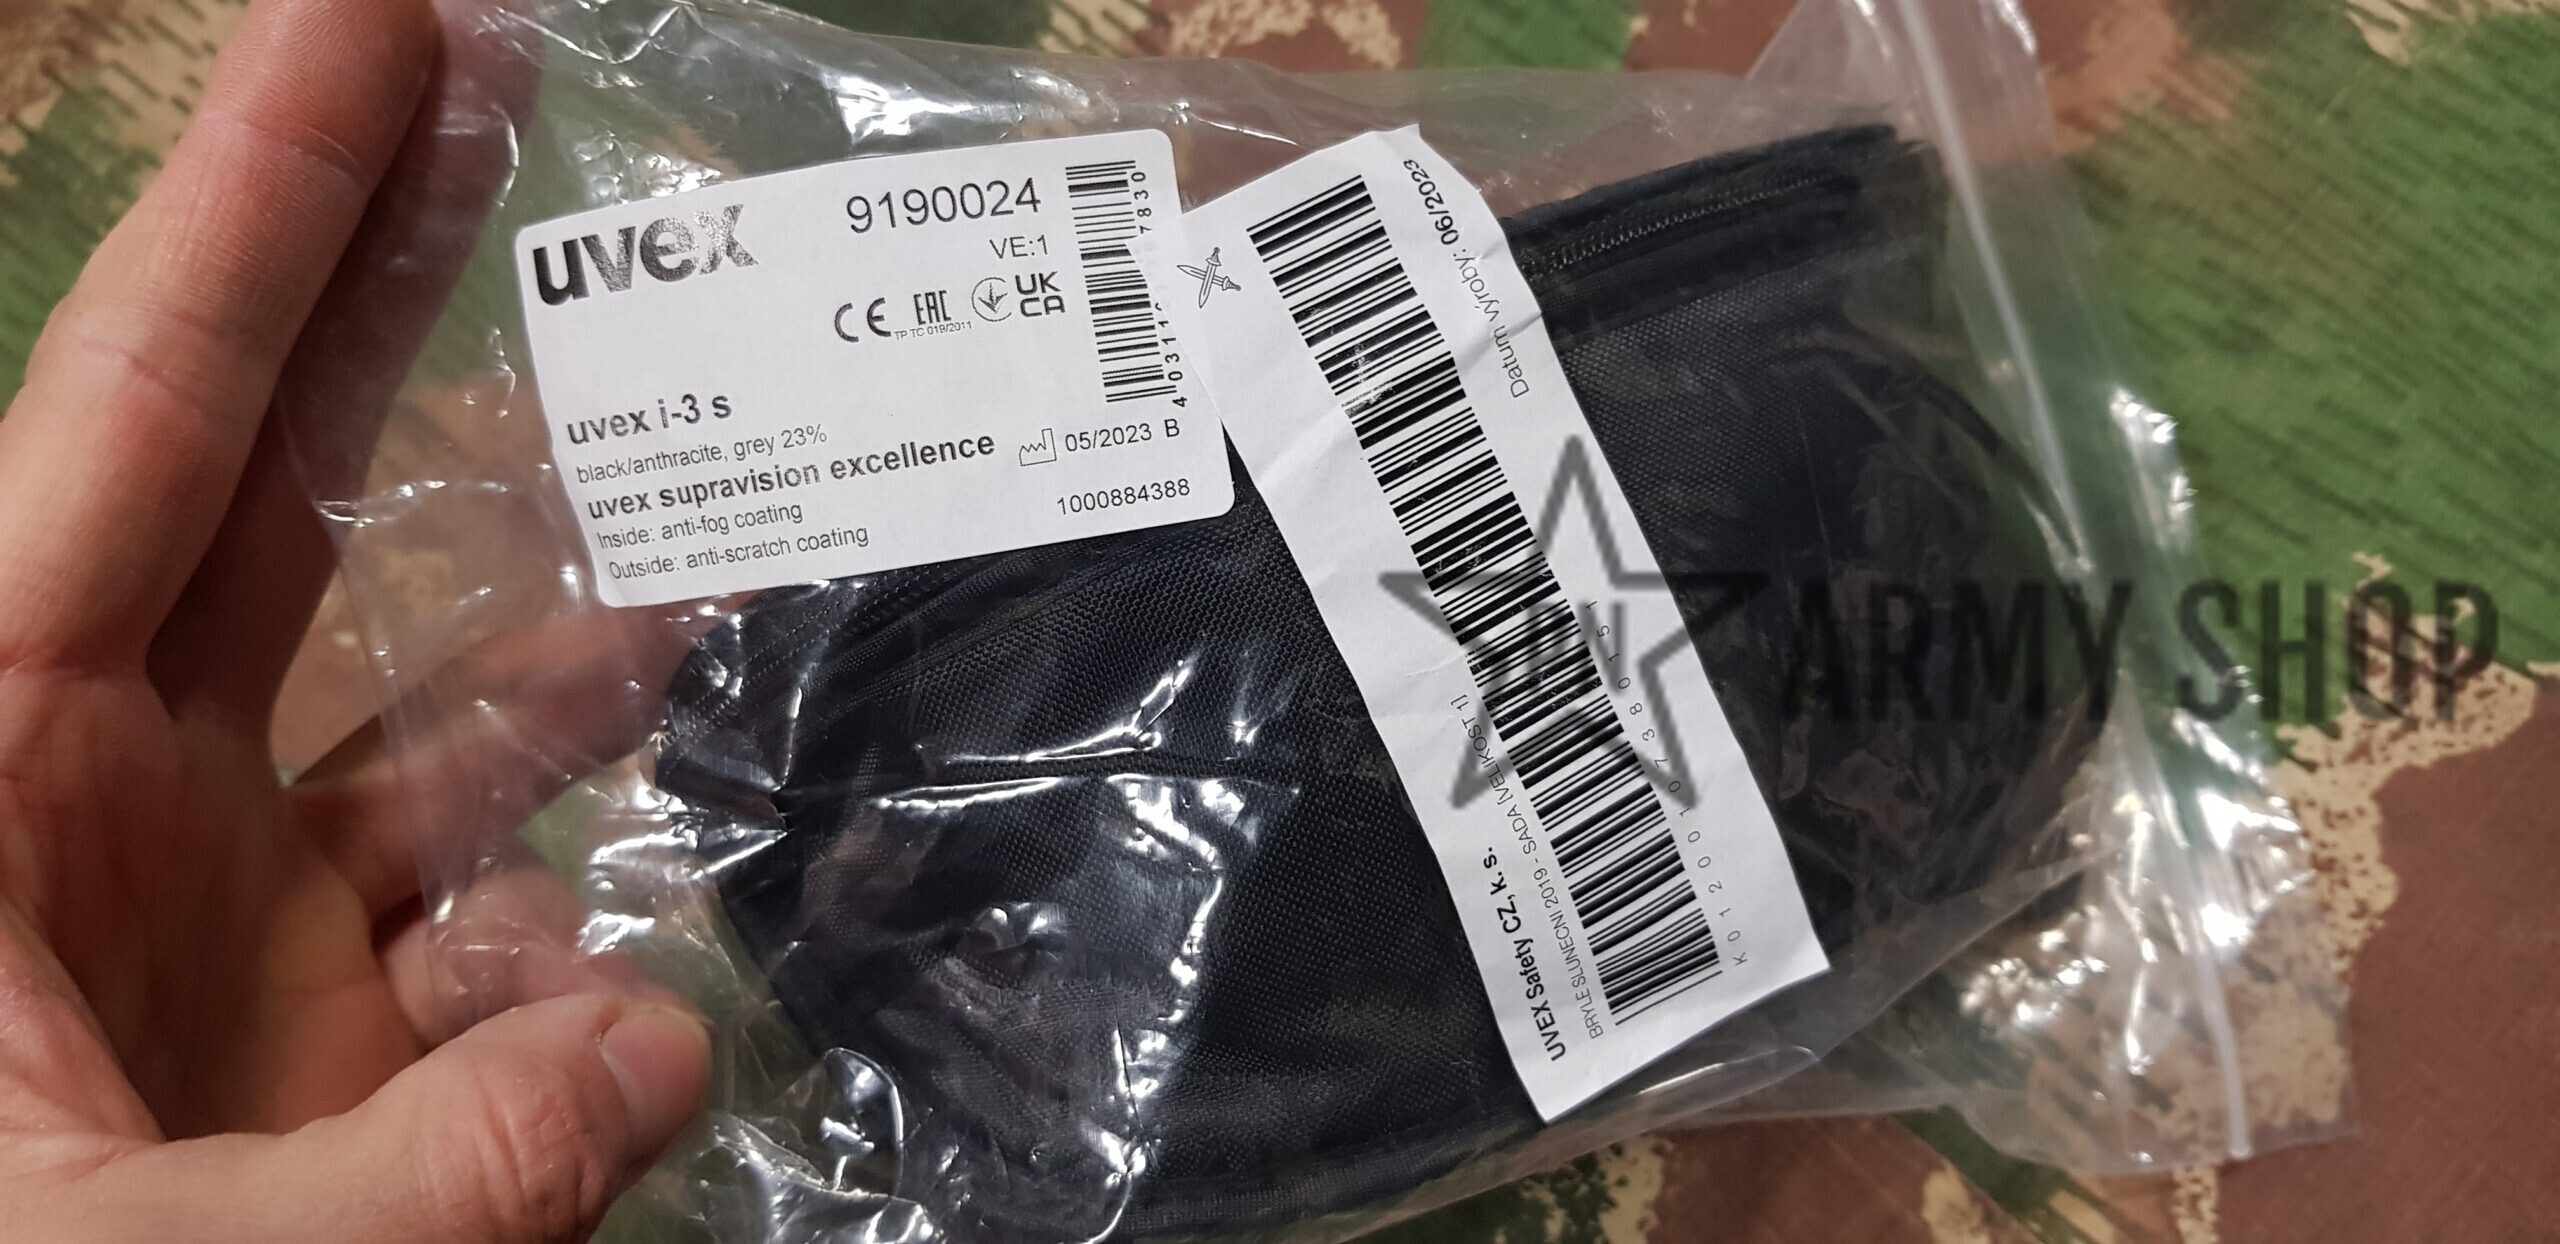 uvex
9190024
VE:1
CE
EAC
TP TC 019/2011
UK
CA
uvex i-3 s
black/anthracite, grey 23%
uvex supravision excellence
Inside: anti-fog coating
Outside: anti-scratch coating
05/2023 B
1000884388
Datum výroby: 06/2023
UVEX Safety CZ, k. s.
BRÝLE SLUNEČNÍ 2019 - SADA [VELIKOST 1]
K012000107388 0151
ARMY SHOP